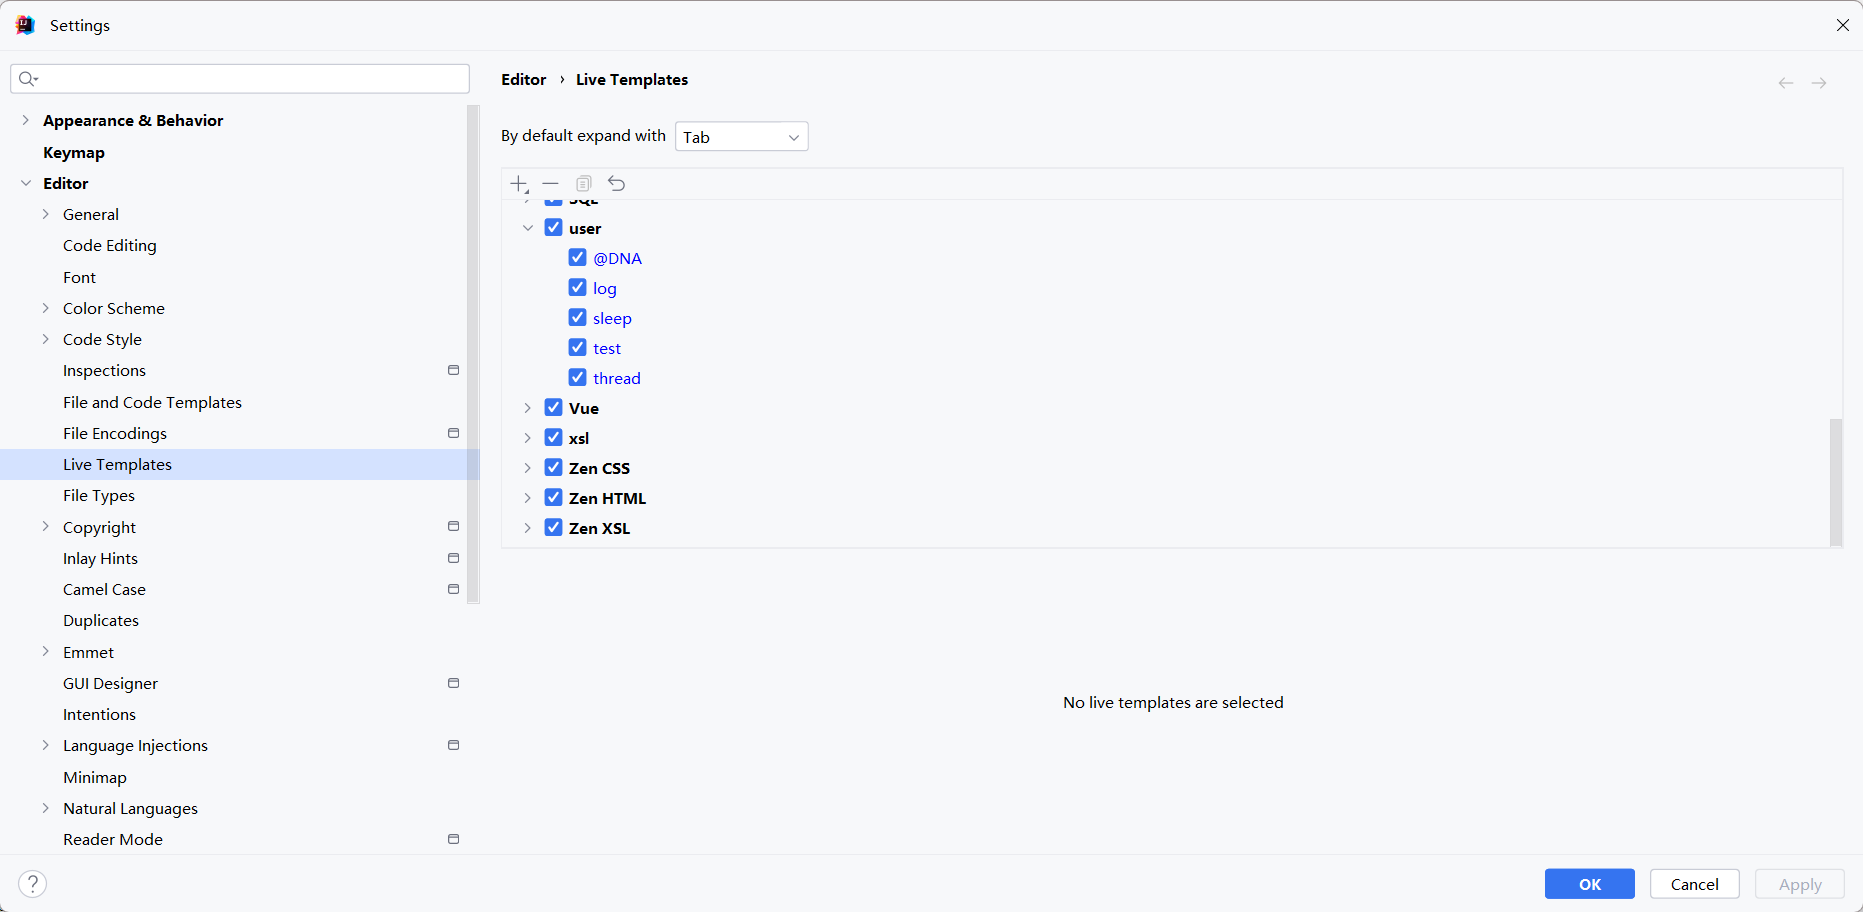 Settings
Appearance & Behavior
Keymap
Editor
General
Code Editing
Font
Color Scheme
Code Style
Inspections
File and Code Templates
File Encodings
Live Templates
File Types
Copyright
Inlay Hints
Camel Case
Duplicates
Emmet
GUI Designer
Intentions
Language Injections
Minimap
Natural Languages
Reader Mode
Editor › Live Templates
By default expand with Tab
SQL
user
@DNA
log
sleep
test
thread
Vue
xsl
Zen CSS
Zen HTML
Zen XSL
No live templates are selected
?
OK
Cancel
Apply